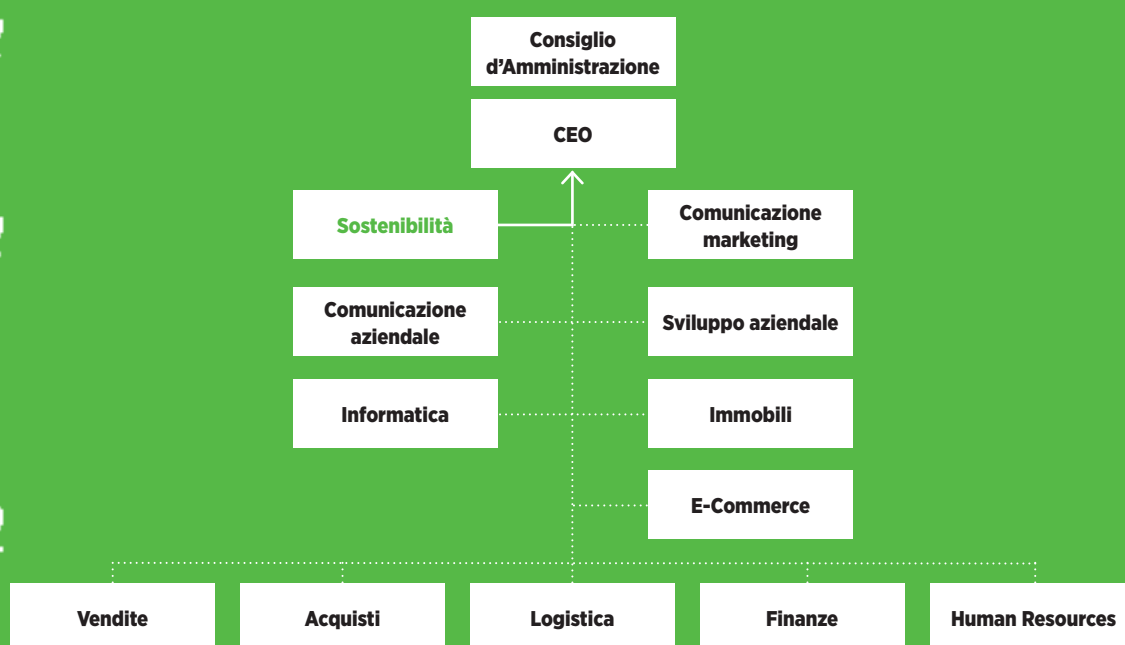 Consiglio
d’Amministrazione
CEO
Sostenibilità
Comunicazione
marketing
Comunicazione
aziendale
Sviluppo aziendale
Informatica
Immobili
E-Commerce
Vendite
Acquisti
Logistica
Finanze
Human Resources